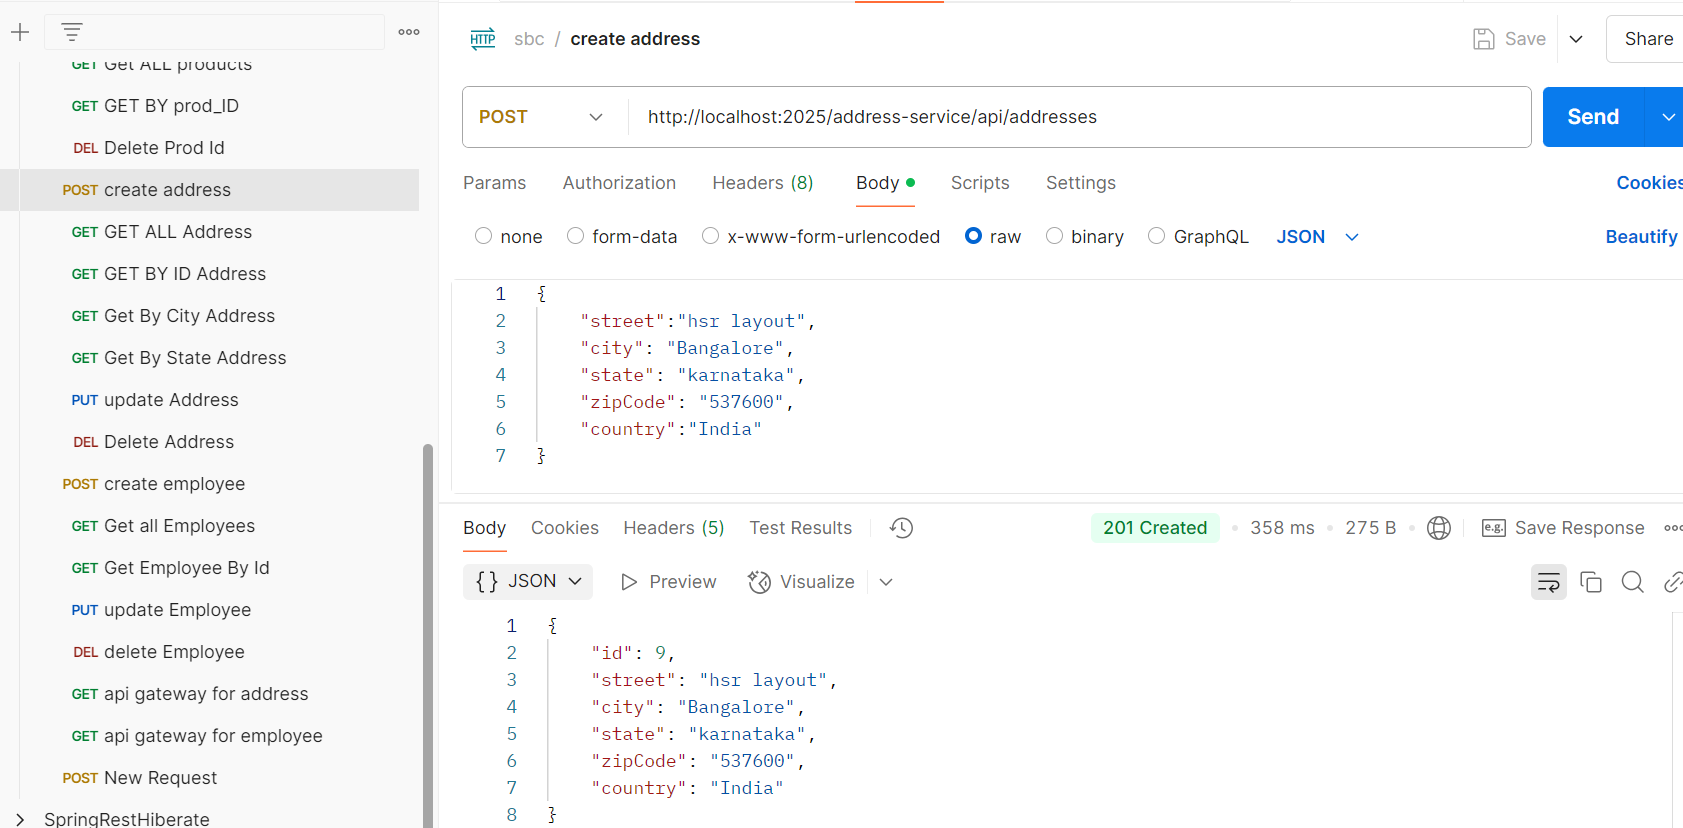 Get ALL products
GET GET BY prod_ID
DEL Delete Prod Id
POST create address
GET GET ALL Address
GET GET BY ID Address
GET Get By City Address
GET Get By State Address
PUT update Address
DEL Delete Address
POST create employee
GET Get all Employees
GET Get Employee By Id
PUT update Employee
DEL delete Employee
GET api gateway for address
GET api gateway for employee
POST New Request
SpringRestHiberate
HTTP sbc / create address
Save
Share
POST http://localhost:2025/address-service/api/addresses
Send
Params Authorization Headers (8) Body Scripts Settings Cookies
none form-data x-www-form-urlencoded raw binary GraphQL JSON Beautify
1 {
2 "street":"hsr layout",
3 "city": "Bangalore",
4 "state": "karnataka",
5 "zipCode": "537600",
6 "country":"India"
7 }
Body Cookies Headers (5) Test Results 201 Created 358 ms 275 B e.g. Save Response
{} JSON Preview Visualize
1 {
2 "id": 9,
3 "street": "hsr layout",
4 "city": "Bangalore",
5 "state": "karnataka",
6 "zipCode": "537600",
7 "country": "India"
8 }